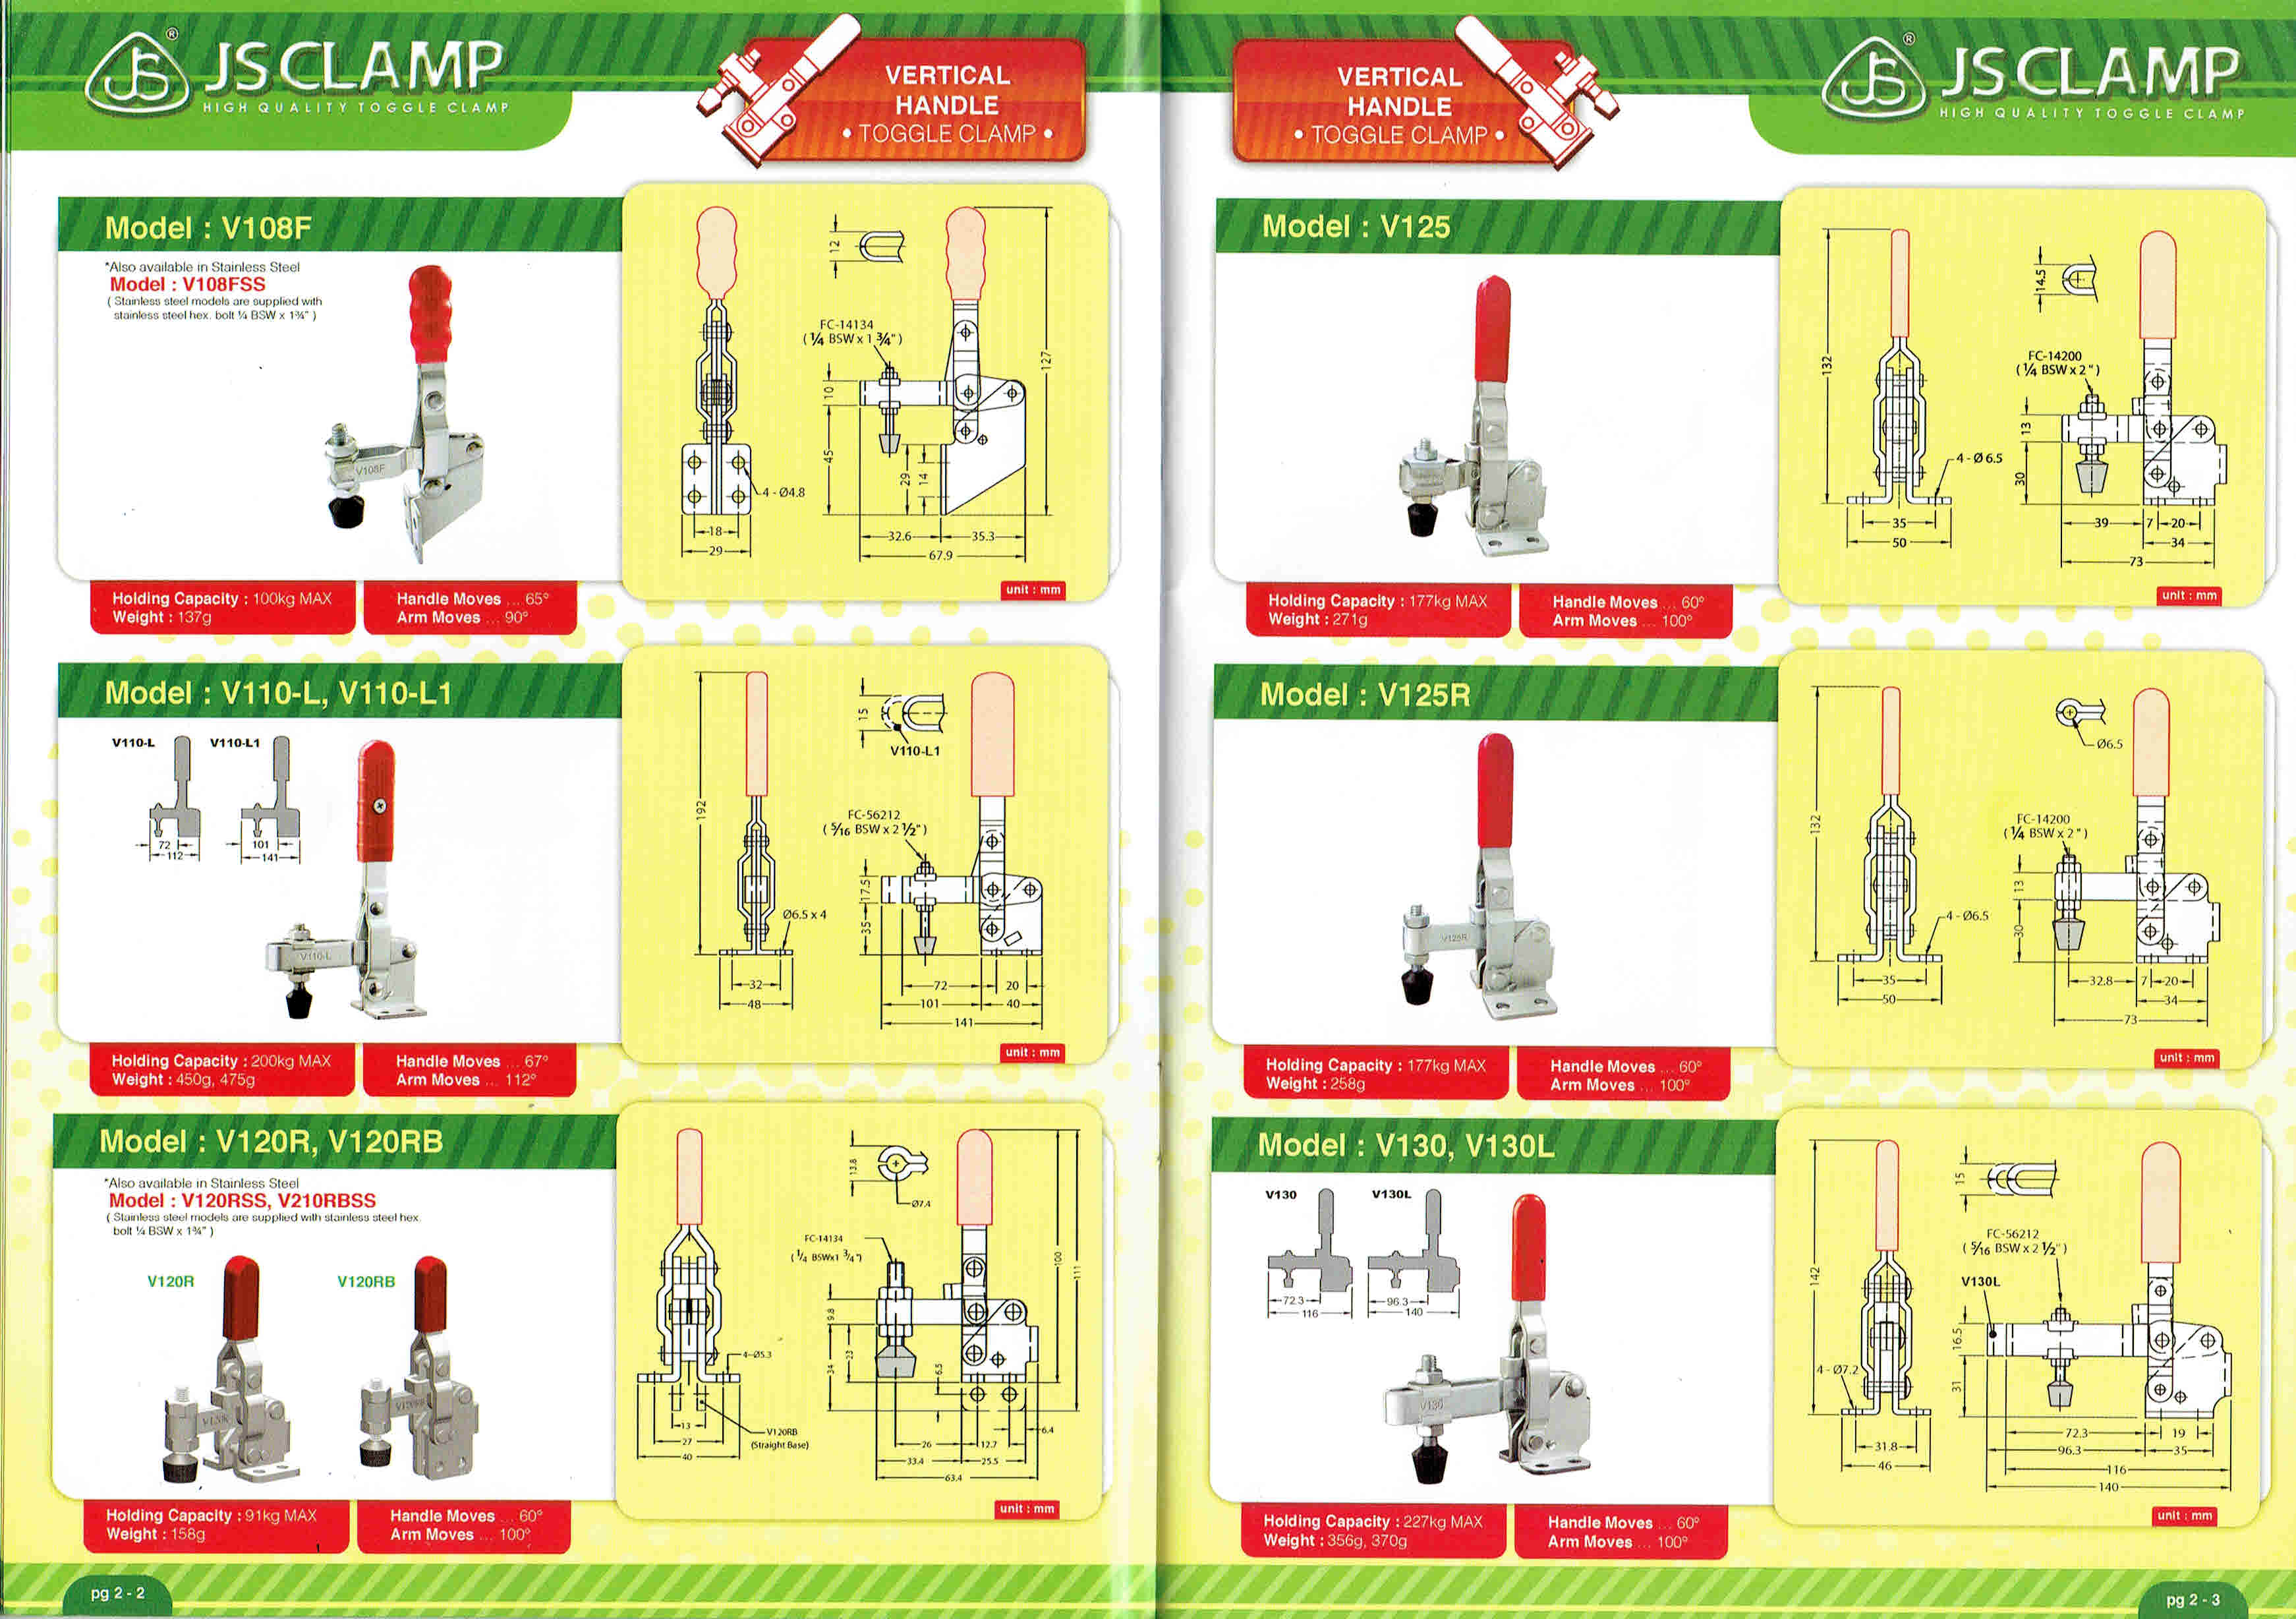 JS CLAMP
HIGH QUALITY TOGGLE CLAMP
VERTICAL
HANDLE
• TOGGLE CLAMP •
Model : V108F
*Also available in Stainless Steel
Model : V108FSS
( Stainless steel models are supplied with
stainless steel hex. bolt ¼ BSW x 1¾" )
V108F
12
FC-14134
( ¼ BSW x 1 ¾" )
127
10
45
29
14
4 - Ø4.8
18
29
32.6
35.3
67.9
unit : mm
Holding Capacity : 100kg MAX
Weight : 137g
Handle Moves ... 65°
Arm Moves ... 90°
Model : V110-L, V110-L1
V110-L
V110-L1
72
112
101
141
V110-L
192
15
V110-L1
FC-56212
( 5/16 BSW x 2 ½" )
17.5
35
Ø6.5 x 4
32
48
72
20
101
40
141
unit : mm
Holding Capacity : 200kg MAX
Weight : 450g, 475g
Handle Moves ... 67°
Arm Moves ... 112°
Model : V120R, V120RB
*Also available in Stainless Steel
Model : V120RSS, V210RBSS
( Stainless steel models are supplied with stainless steel hex.
bolt ¼ BSW x 1¾" )
V120R
V120RB
V120R
13.8
Ø7.4
FC-14134
( ¼ BSWx1 ¾")
100
111
9.8
34
23
6.5
4-Ø5.3
13
27
40
V120RB
(Straight Base)
26
12.7
6.4
33.4
25.5
63.4
unit : mm
Holding Capacity : 91kg MAX
Weight : 158g
Handle Moves ... 60°
Arm Moves ... 100°
pg 2 - 2
VERTICAL
HANDLE
• TOGGLE CLAMP •
JS CLAMP
HIGH QUALITY TOGGLE CLAMP
Model : V125
132
14.5
FC-14200
( ¼ BSW x 2" )
13
30
4 - Ø 6.5
35
50
39
7
20
34
73
unit : mm
Holding Capacity : 177kg MAX
Weight : 271g
Handle Moves ... 60°
Arm Moves ... 100°
Model : V125R
V125R
132
Ø6.5
FC-14200
( ¼ BSW x 2" )
13
30
4 - Ø6.5
35
50
32.8
7
20
34
73
unit : mm
Holding Capacity : 177kg MAX
Weight : 258g
Handle Moves ... 60°
Arm Moves ... 100°
Model : V130, V130L
V130
V130L
72.3
116
96.3
140
V130
142
15
FC-56212
( 5/16 BSW x 2 ½" )
V130L
16.5
31
4 - Ø7.2
31.8
46
72.3
19
96.3
35
116
140
unit : mm
Holding Capacity : 227kg MAX
Weight : 356g, 370g
Handle Moves ... 60°
Arm Moves ... 100°
pg 2 - 3